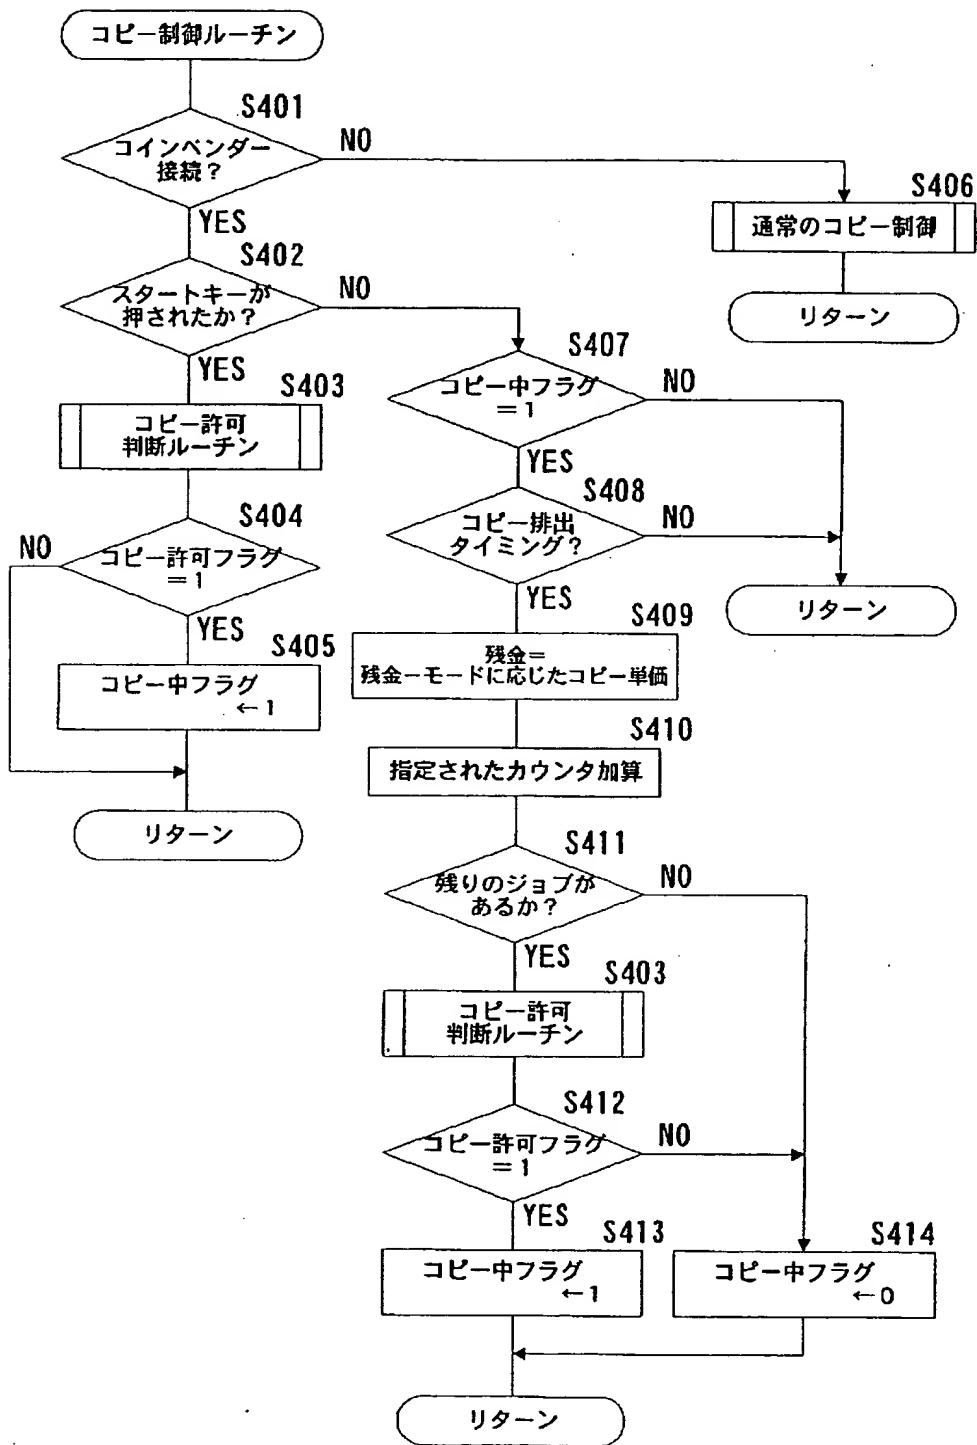 コピー制御ルーチン
S401
コインベンダー
接続？
NO
YES
S406
通常のコピー制御
リターン
S402
スタートキーが
押されたか？
NO
YES
S407
コピー中フラグ
＝1
NO
YES
S403
コピー許可
判断ルーチン
S408
コピー排出
タイミング？
NO
YES
リターン
S404
NO
コピー許可フラグ
＝1
YES
S405
コピー中フラグ
←1
リターン
S409
残金＝
残金－モードに応じたコピー単価
S410
指定されたカウンタ加算
S411
残りのジョブが
あるか？
NO
YES
S403
コピー許可
判断ルーチン
S412
コピー許可フラグ
＝1
NO
YES
S413
コピー中フラグ
←1
S414
コピー中フラグ
←0
リターン